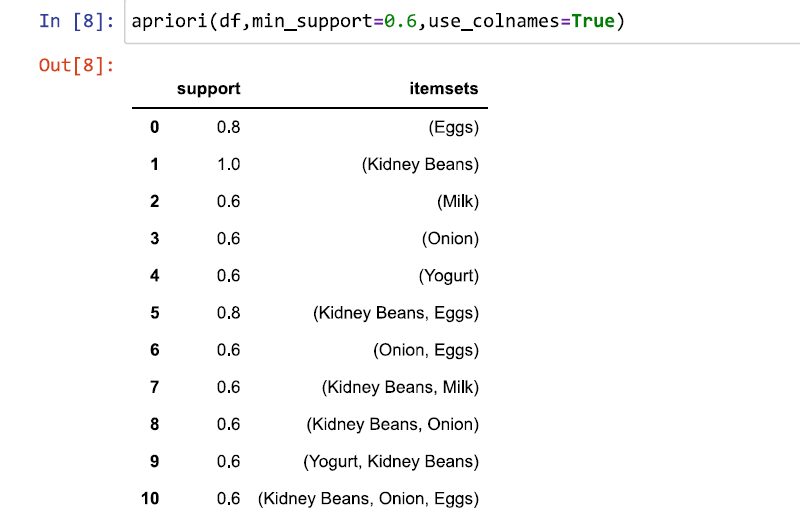 In [8]: apriori(df,min_support=0.6,use_colnames=True)
Out[8]:
support itemsets
0 0.8 (Eggs)
1 1.0 (Kidney Beans)
2 0.6 (Milk)
3 0.6 (Onion)
4 0.6 (Yogurt)
5 0.8 (Kidney Beans, Eggs)
6 0.6 (Onion, Eggs)
7 0.6 (Kidney Beans, Milk)
8 0.6 (Kidney Beans, Onion)
9 0.6 (Yogurt, Kidney Beans)
10 0.6 (Kidney Beans, Onion, Eggs)